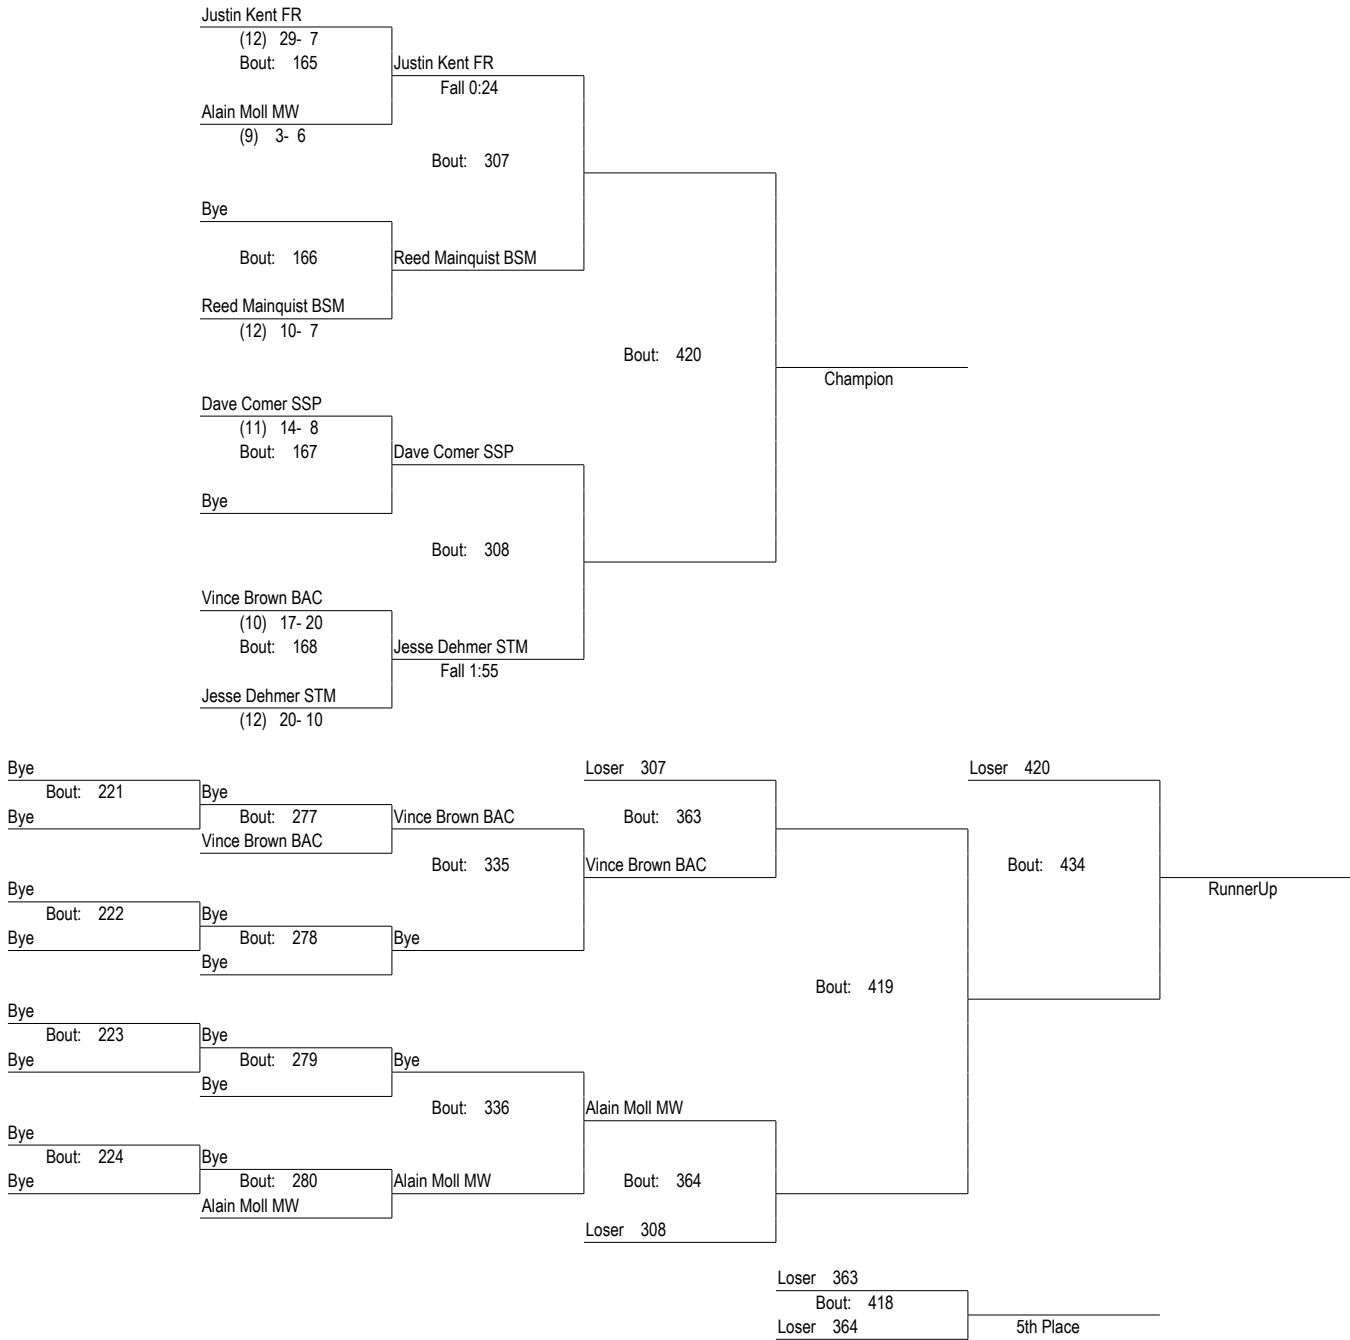 Justin Kent FR
(12) 29- 7
Bout: 165
Justin Kent FR
Fall 0:24
Alain Moll MW
(9) 3- 6
Bout: 307
Bye
Bout: 166
Reed Mainquist BSM
Reed Mainquist BSM
(12) 10- 7
Bout: 420
Champion
Dave Comer SSP
(11) 14- 8
Bout: 167
Dave Comer SSP
Bye
Bout: 308
Vince Brown BAC
(10) 17- 20
Bout: 168
Jesse Dehmer STM
Fall 1:55
Jesse Dehmer STM
(12) 20- 10
Bye
Loser 307
Loser 420
Bout: 221
Bye
Bye
Bout: 277
Vince Brown BAC
Bout: 363
Vince Brown BAC
Bout: 335
Vince Brown BAC
Bout: 434
Bye
RunnerUp
Bout: 222
Bye
Bye
Bout: 278
Bye
Bye
Bout: 419
Bye
Bout: 223
Bye
Bye
Bout: 279
Bye
Bye
Bout: 336
Alain Moll MW
Bye
Bout: 224
Bye
Bye
Bout: 280
Alain Moll MW
Bout: 364
Alain Moll MW
Loser 308
Loser 363
Bout: 418
Loser 364
5th Place